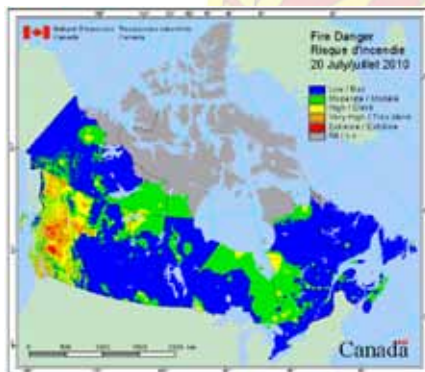 Natural Resources Ressources naturelles
Canada Canada
Fire Danger
Risque d'incendie
20 July/juillet 2010
Low / Bas
Moderate / Modéré
High / Élevé
Very High / Très élevé
Extreme / Extrême
Canada